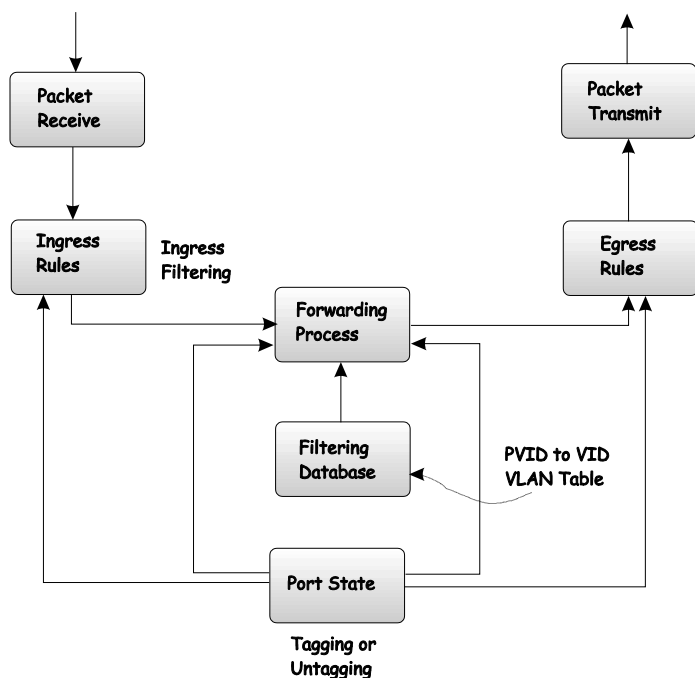 Packet
Receive
Packet
Transmit
Ingress
Rules
Ingress
Filtering
Egress
Rules
Forwarding
Process
Filtering
Database
PVID to VID
VLAN Table
Port State
Tagging or
Untagging